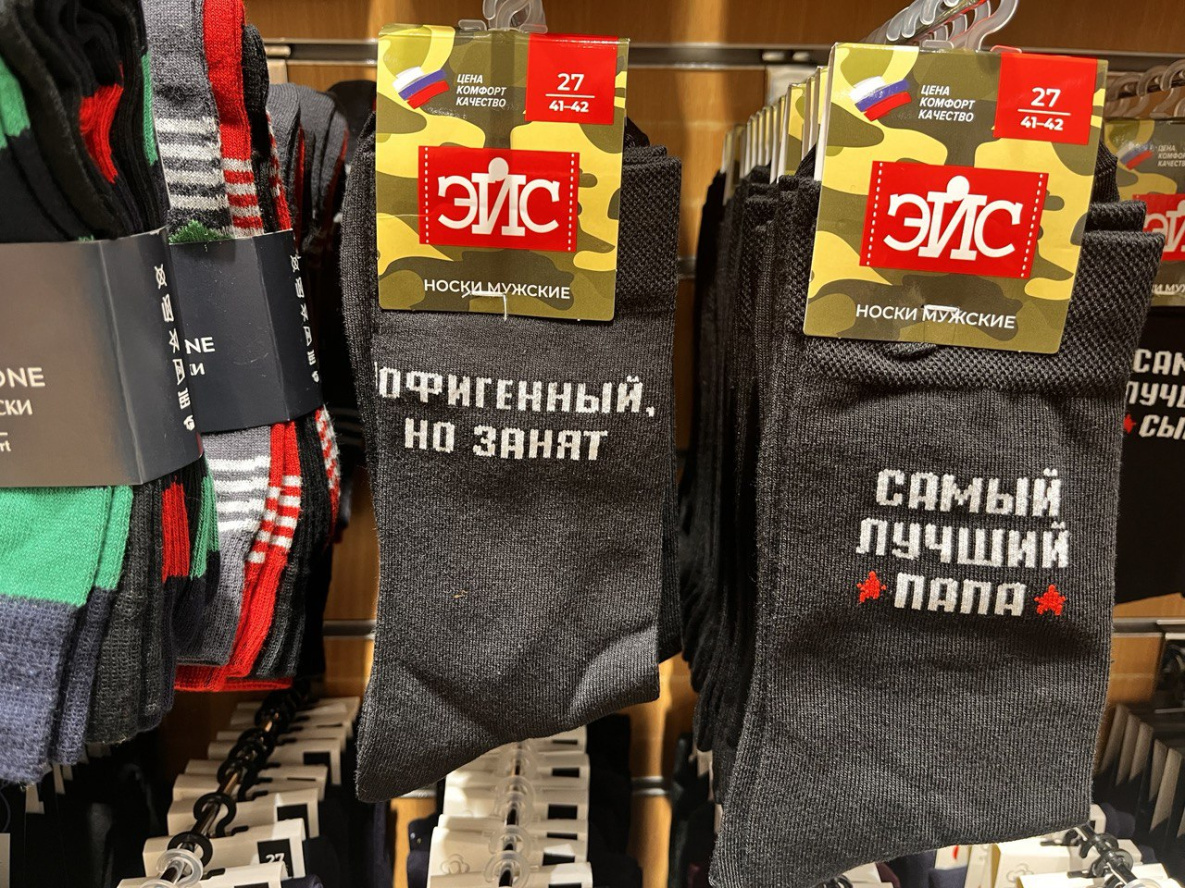 ЦЕНА
КОМФОРТ
КАЧЕСТВО
27
41–42
ЭЙС
НОСКИ МУЖСКИЕ
ОФИГЕННЫЙ,
НО ЗАНЯТ
ЦЕНА
КОМФОРТ
КАЧЕСТВО
27
41–42
ЭЙС
НОСКИ МУЖСКИЕ
САМЫЙ
ЛУЧШИЙ
ПАПА
ONE
27